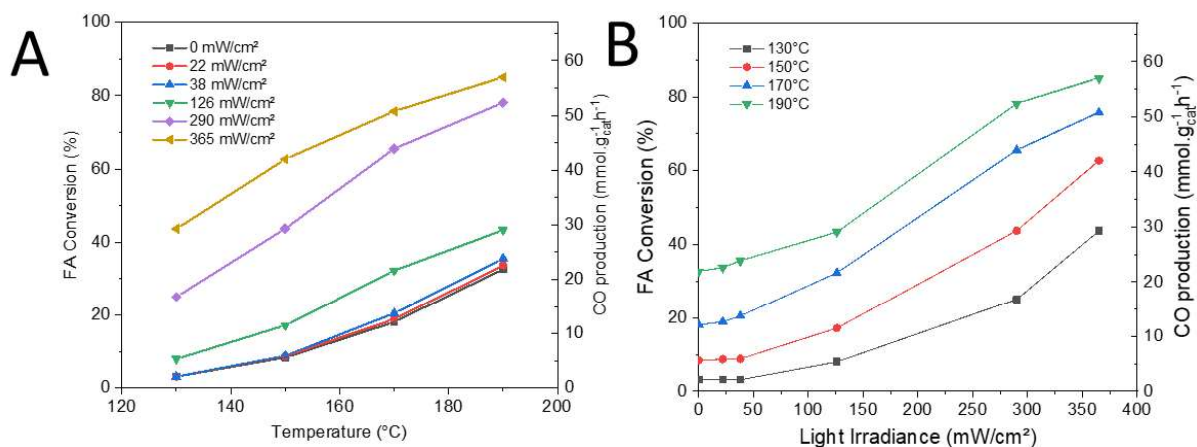 A
0 mW/cm²
22 mW/cm²
38 mW/cm²
126 mW/cm²
290 mW/cm²
365 mW/cm²
FA Conversion (%)
100
80
60
40
20
0
120
140
160
180
200
Temperature (°C)
60
50
40
30
20
10
0
CO production (mmol.g⁻¹cat h⁻¹)
B
130°C
150°C
170°C
190°C
FA Conversion (%)
100
80
60
40
20
0
0
50
100
150
200
250
300
350
400
Light Irradiance (mW/cm²)
60
50
40
30
20
10
0
CO production (mmol.g⁻¹cat h⁻¹)